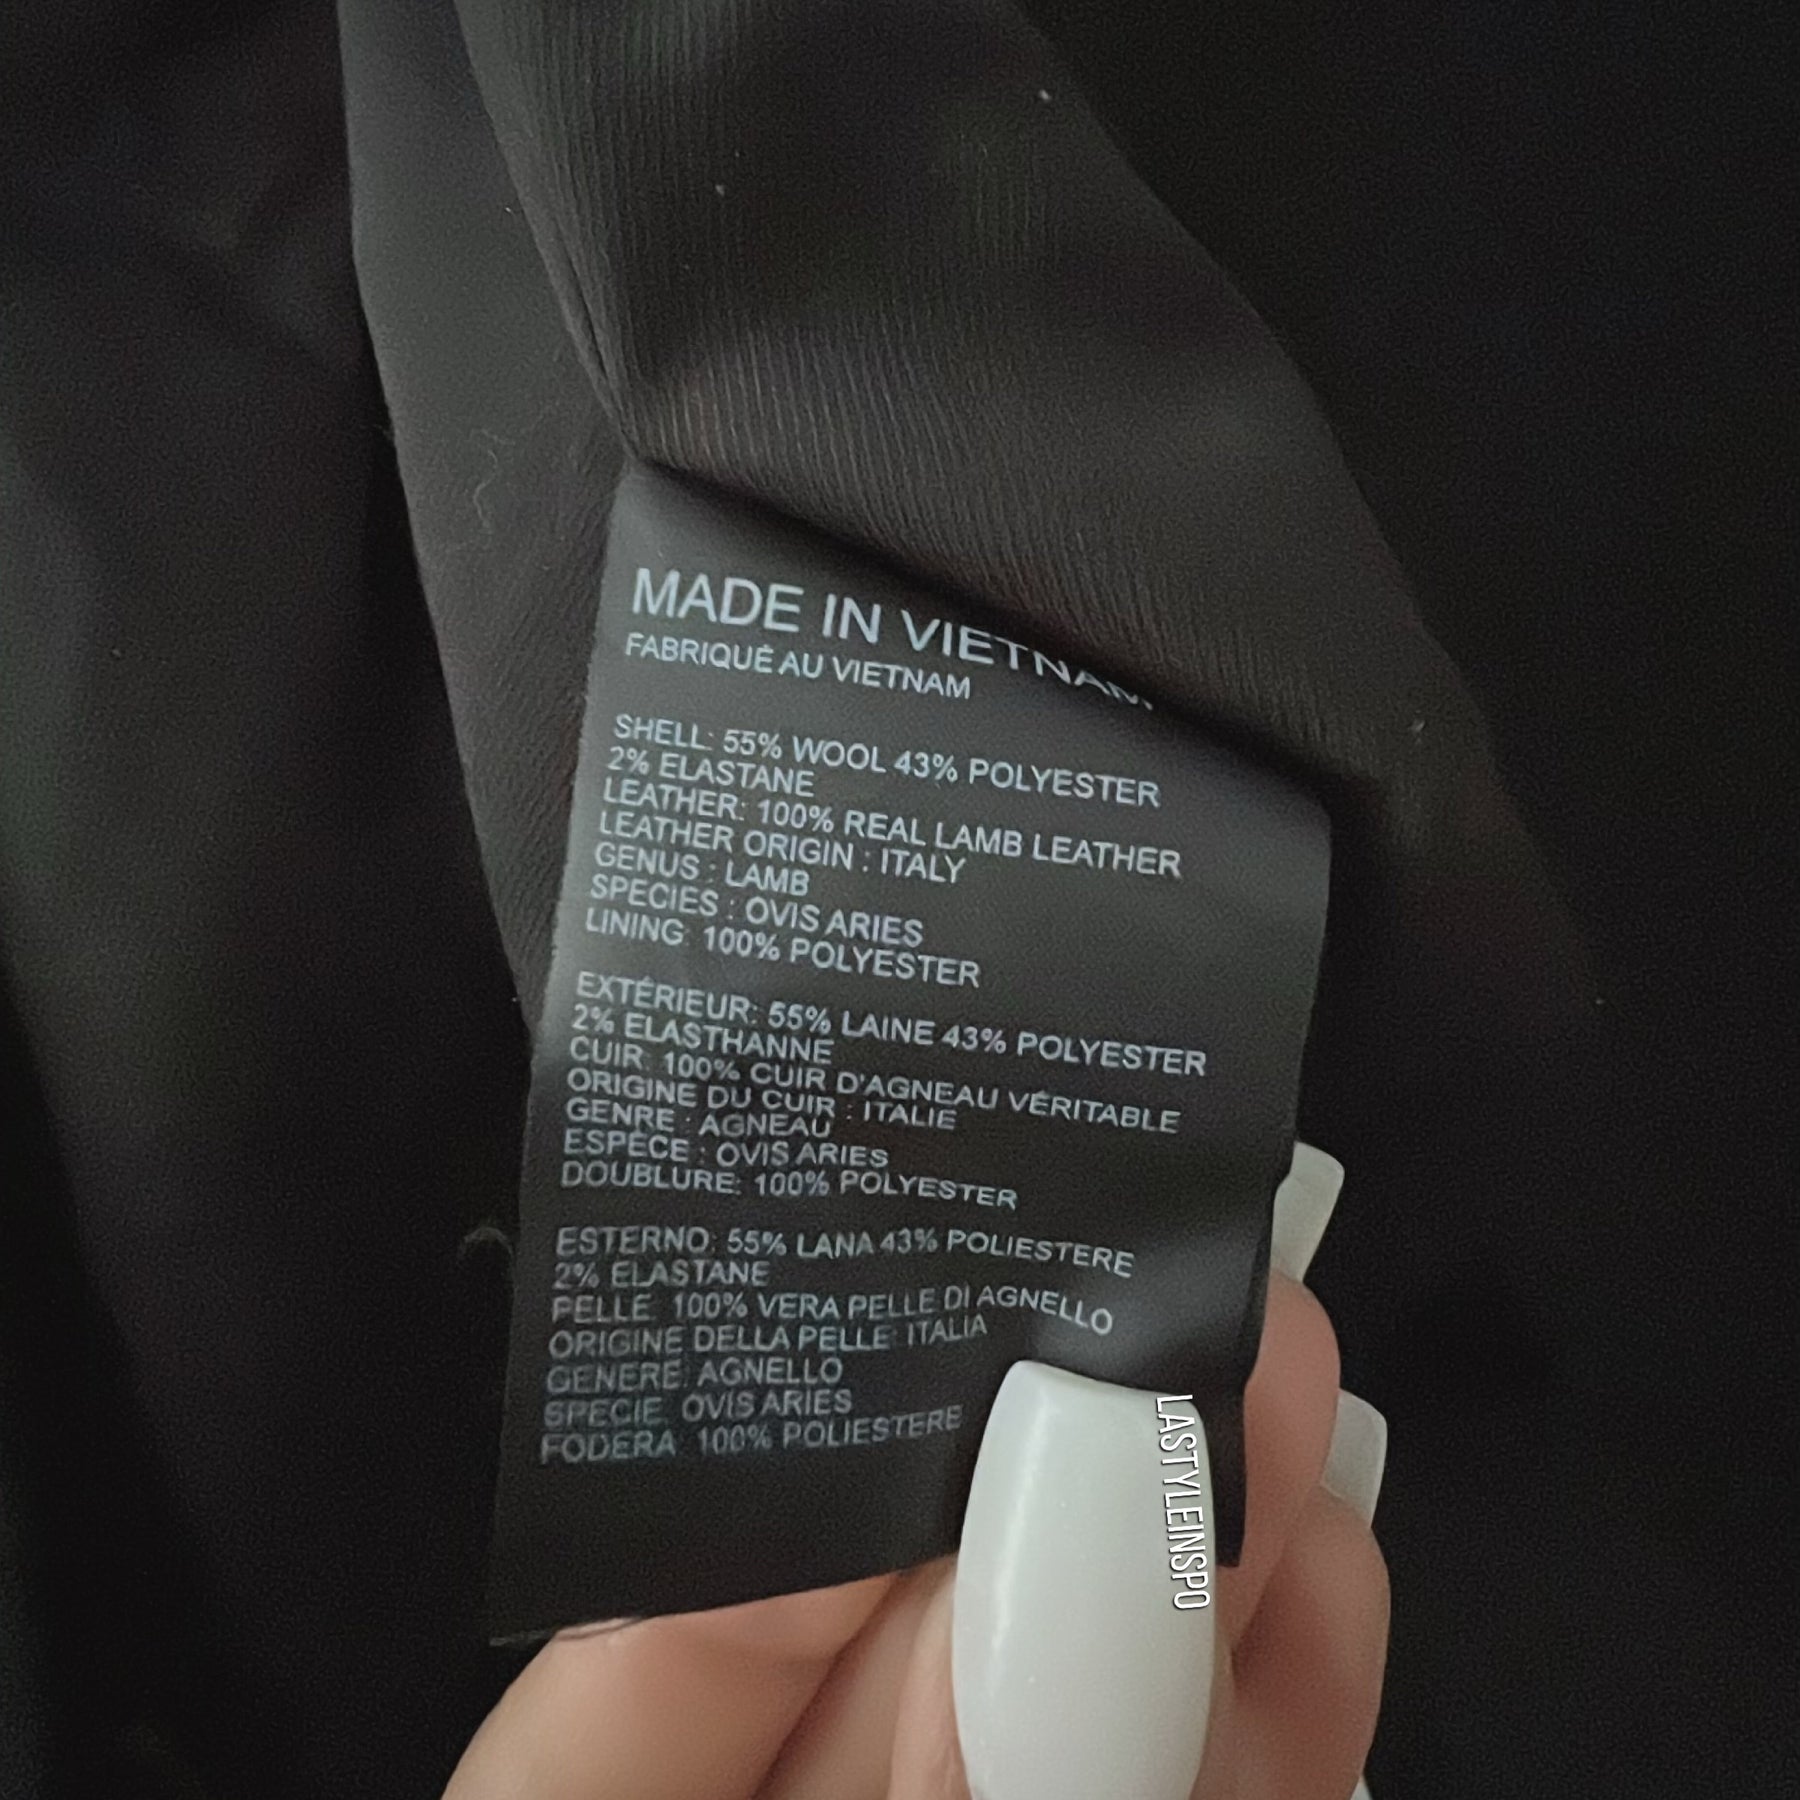 MADE IN VIETNAM
FABRIQUÉ AU VIETNAM
SHELL: 55% WOOL 43% POLYESTER
2% ELASTANE
LEATHER: 100% REAL LAMB LEATHER
LEATHER ORIGIN : ITALY
GENUS : LAMB
SPECIES : OVIS ARIES
LINING: 100% POLYESTER
EXTÉRIEUR: 55% LAINE 43% POLYESTER
2% ELASTHANNE
CUIR: 100% CUIR D'AGNEAU VÉRITABLE
ORIGINE DU CUIR : ITALIE
GENRE : AGNEAU
ESPÈCE : OVIS ARIES
DOUBLURE: 100% POLYESTER
ESTERNO: 55% LANA 43% POLIESTERE
2% ELASTANE
PELLE: 100% VERA PELLE DI AGNELLO
ORIGINE DELLA PELLE: ITALIA
GENERE: AGNELLO
SPECIE: OVIS ARIES
FODERA: 100% POLIESTERE
LASTYLEINSPO